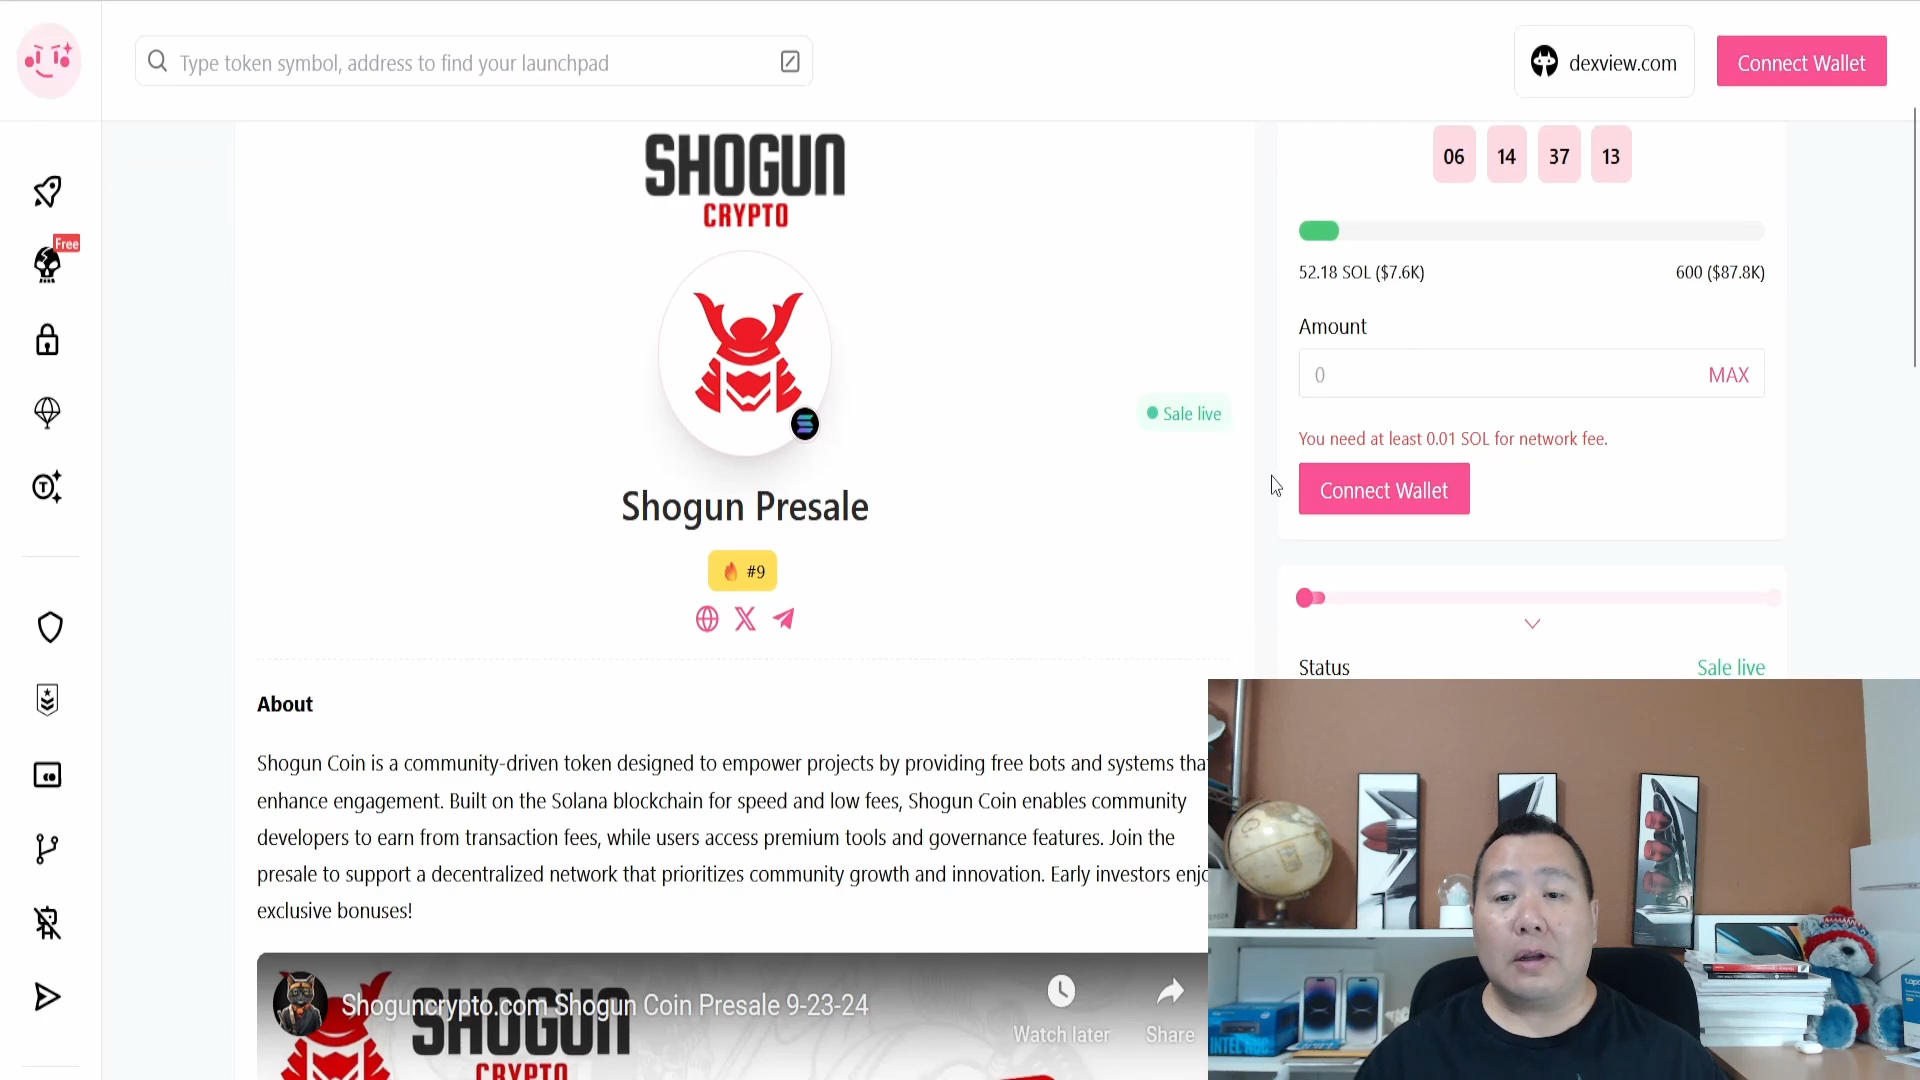 Type token symbol, address to find your launchpad
dexview.com
Connect Wallet
Free
SHOGUN
CRYPTO
06 14 37 13
52.18 SOL ($7.6K)
600 ($87.8K)
Amount
0
MAX
Sale live
You need at least 0.01 SOL for network fee.
Connect Wallet
Shogun Presale
#9
Status
Sale live
About
Shogun Coin is a community-driven token designed to empower projects by providing free bots and systems tha
enhance engagement. Built on the Solana blockchain for speed and low fees, Shogun Coin enables community
developers to earn from transaction fees, while users access premium tools and governance features. Join the
presale to support a decentralized network that prioritizes community growth and innovation. Early investors enjo
exclusive bonuses!
Shoguncrypto.com Shogun Coin Presale 9-23-24
Watch later
Share
SHOGUN
CRYPTO
INTEL NUC